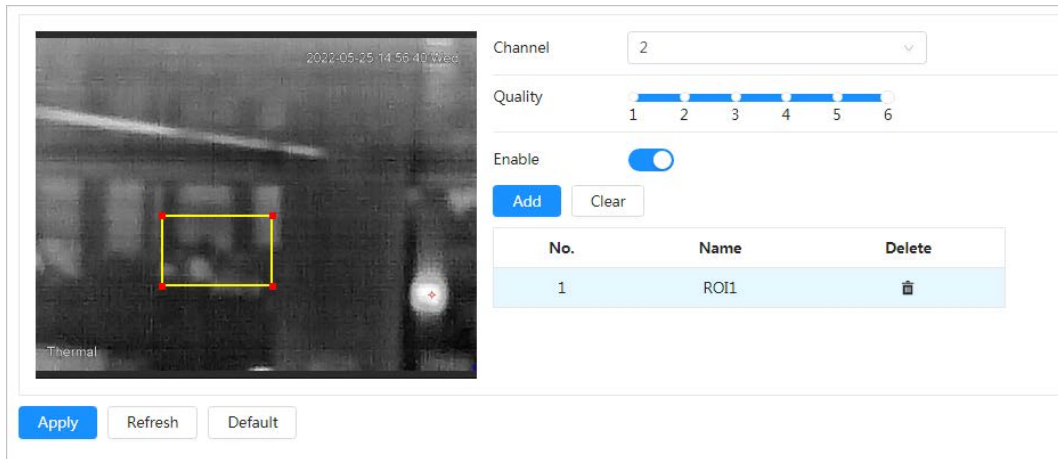 2022-05-25 14:56:40 Wed
Thermal
Channel 2
Quality
1 2 3 4 5 6
Enable
Add Clear
No. Name Delete
1 ROI1
Apply Refresh Default